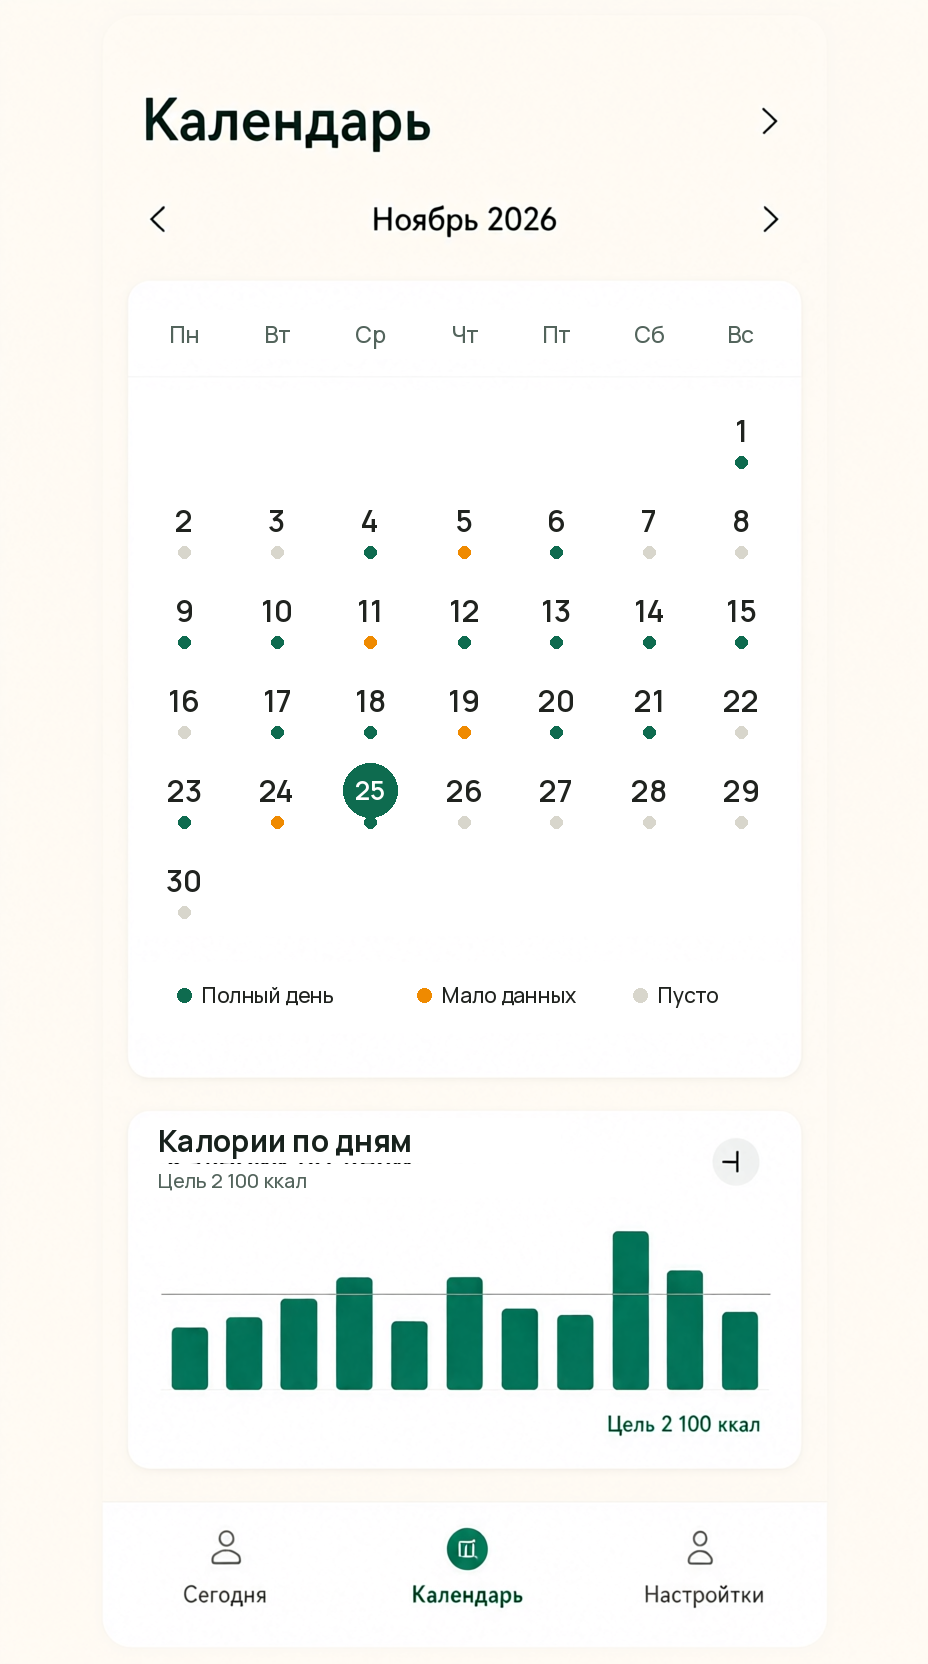 Календарь
Ноябрь 2026
Пн Вт Ср Чт Пт Сб Вс
1
2 3 4 5 6 7 8
9 10 11 12 13 14 15
16 17 18 19 20 21 22
23 24 25 26 27 28 29
30
Полный день Мало данных Пусто
Калории по дням
Цель 2 100 ккал
Цель 2 100 ккал
Сегодня Календарь Настройтки